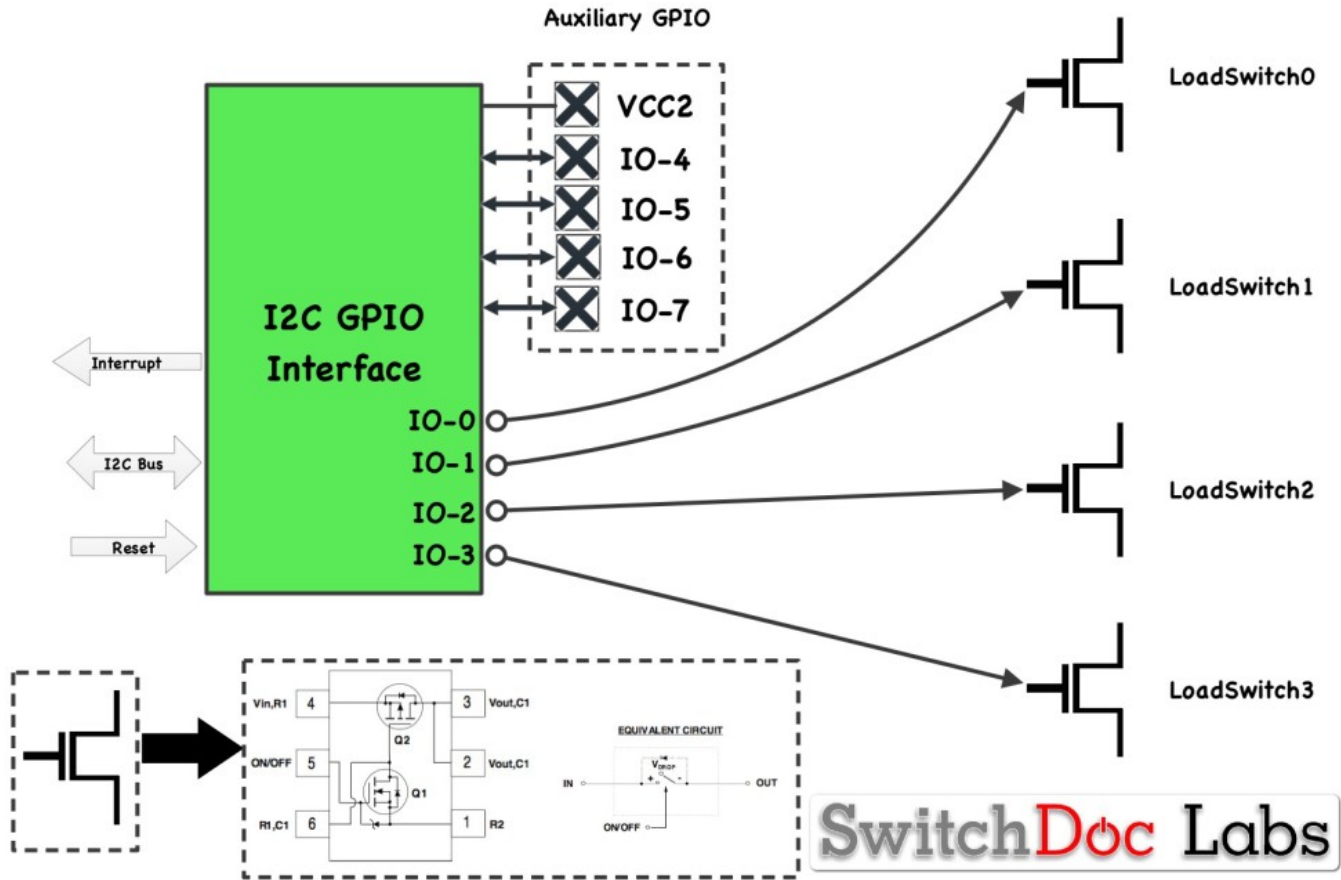 Auxiliary GPIO
VCC2
IO-4
IO-5
IO-6
IO-7
I2C GPIO
Interface
IO-0
IO-1
IO-2
IO-3
Interrupt
I2C Bus
Reset
LoadSwitch0
LoadSwitch1
LoadSwitch2
LoadSwitch3
Vin,R1 4
3 Vout,C1
Q2
ON/OFF 5
2 Vout,C1
Q1
R1,C1 6
1 R2
EQUIVALENT CIRCUIT
VDROP
+ -
IN
OUT
ON/OFF
SwitchDoc Labs